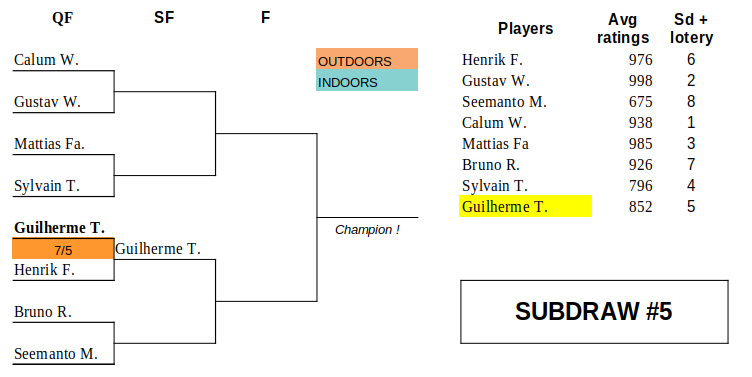 QF SF F
Calum W.
Gustav W.
Mattias Fa.
Sylvain T.
Guilherme T.
7/5
Guilherme T.
Henrik F.
Bruno R.
Seemanto M.
OUTDOORS
INDOORS
Champion !
Players Avg ratings Sd + lotery
Henrik F. 976 6
Gustav W. 998 2
Seemanto M. 675 8
Calum W. 938 1
Mattias Fa 985 3
Bruno R. 926 7
Sylvain T. 796 4
Guilherme T. 852 5
SUBDRAW #5